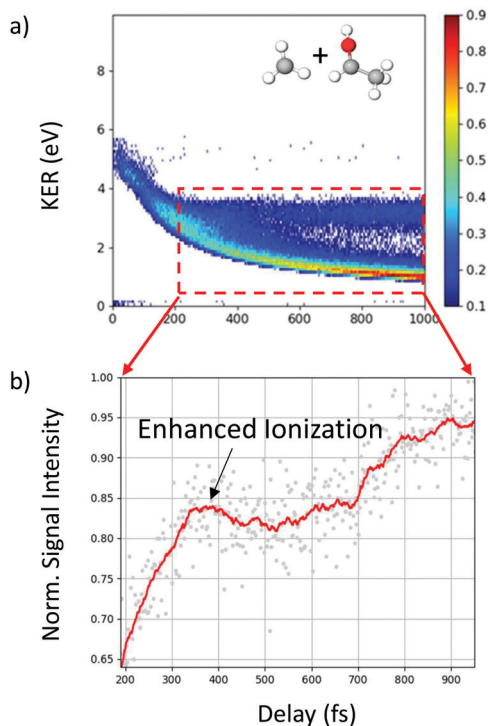 a)
+
KER (eV)
8
6
4
2
0
0 200 400 600 800 1000
0.9
0.8
0.7
0.6
0.5
0.4
0.3
0.2
0.1
b)
Enhanced Ionization
Norm. Signal Intensity
1.00
0.95
0.90
0.85
0.80
0.75
0.70
0.65
200 300 400 500 600 700 800 900
Delay (fs)